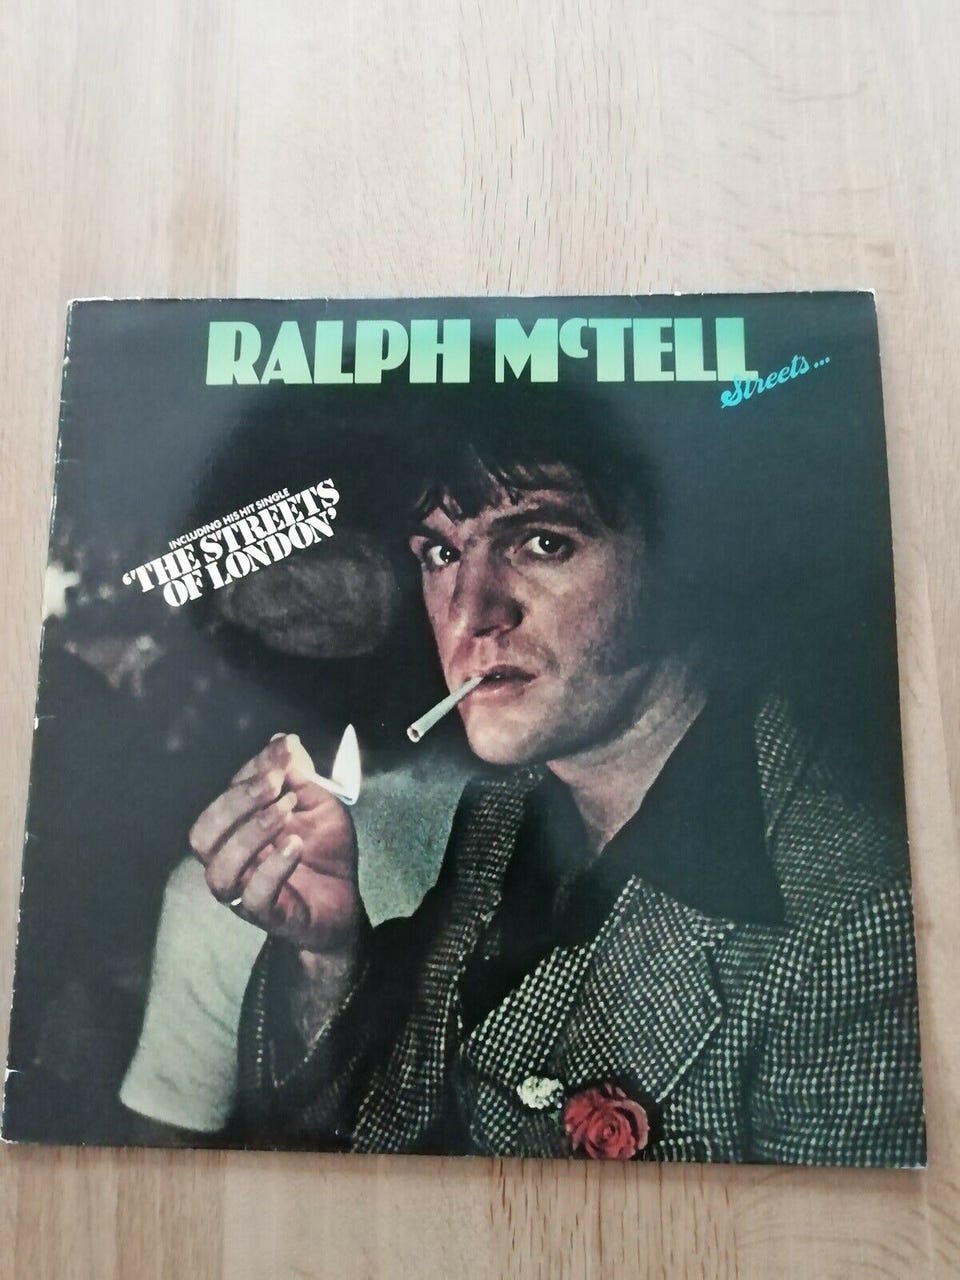 RALPH McTELL
Streets...
INCLUDING HIS HIT SINGLE
'THE STREETS
OF LONDON'